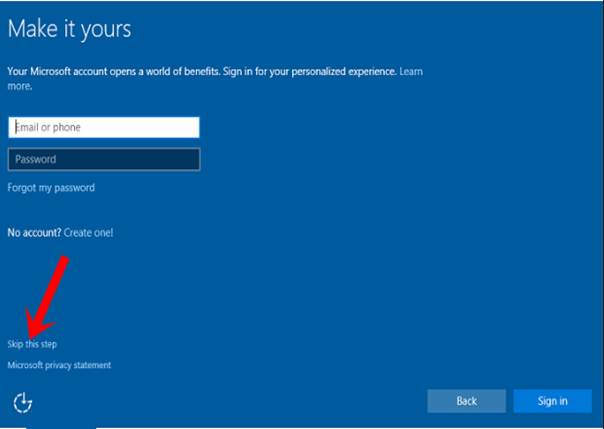 Make it yours
Your Microsoft account opens a world of benefits. Sign in for your personalized experience. Learn
more.
Email or phone
Password
Forgot my password
No account? Create one!
Skip this step
Microsoft privacy statement
Back
Sign in